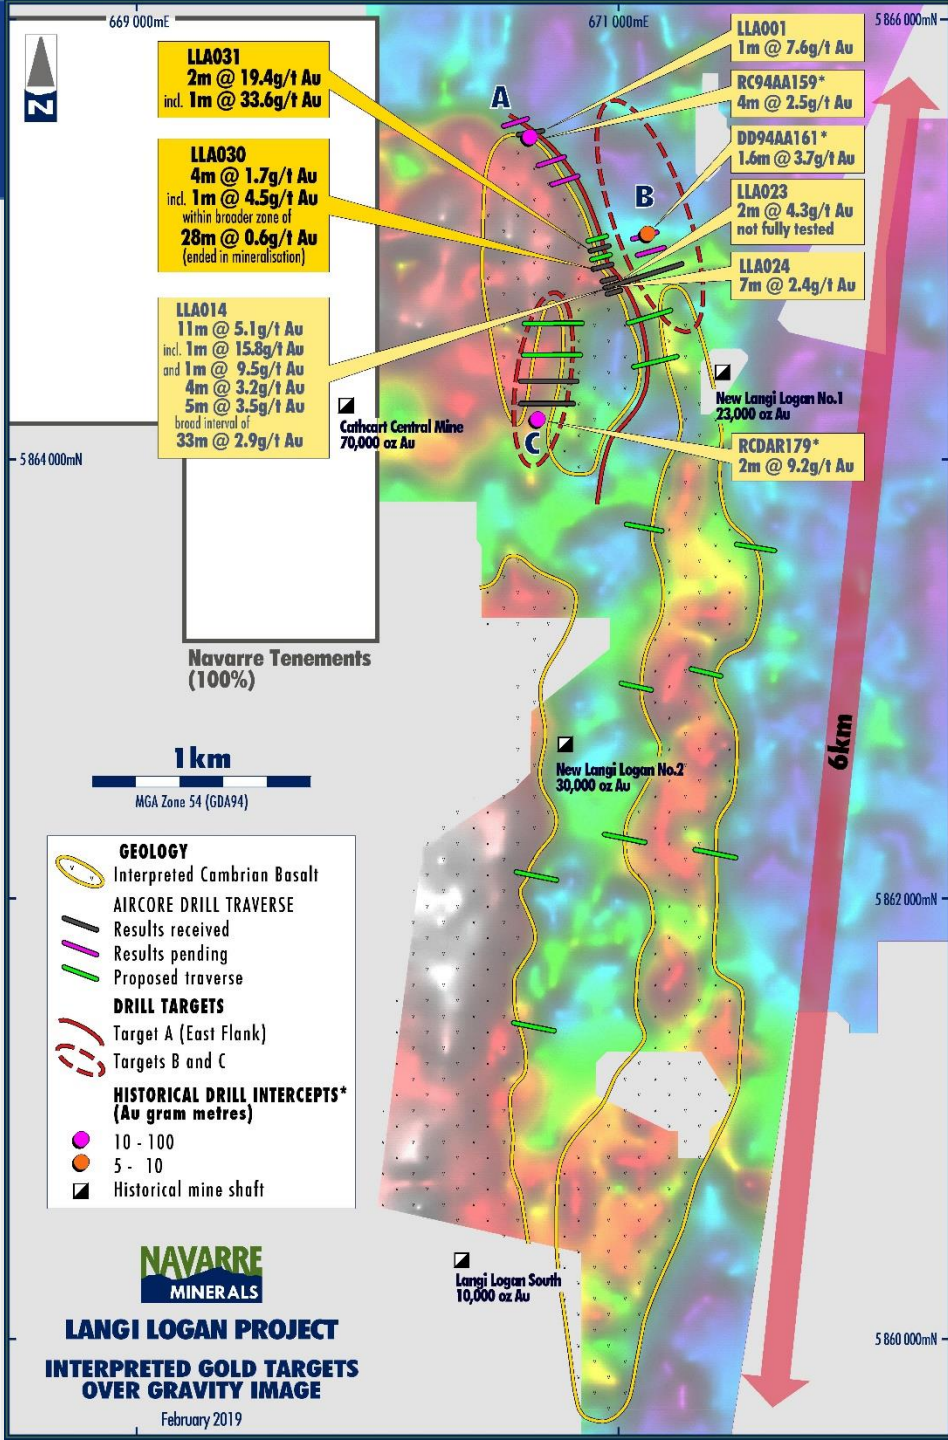 669 000mE
671 000mE
5 866 000mN
N
LLA031
2m @ 19.4g/t Au
incl. 1m @ 33.6g/t Au
LLA030
4m @ 1.7g/t Au
incl. 1m @ 4.5g/t Au
within broader zone of
28m @ 0.6g/t Au
(ended in mineralisation)
LLA014
11m @ 5.1g/t Au
incl. 1m @ 15.8g/t Au
and 1m @ 9.5g/t Au
4m @ 3.2g/t Au
5m @ 3.5g/t Au
broad interval of
33m @ 2.9g/t Au
LLA001
1m @ 7.6g/t Au
RC94AA159*
4m @ 2.5g/t Au
DD94AA161*
1.6m @ 3.7g/t Au
LLA023
2m @ 4.3g/t Au
not fully tested
LLA024
7m @ 2.4g/t Au
A
B
C
Cathcart Central Mine
70,000 oz Au
New Langi Logan No.1
23,000 oz Au
RCDAR179*
2m @ 9.2g/t Au
5 864 000mN
Navarre Tenements
(100%)
6km
1km
MGA Zone 54 (GDA94)
New Langi Logan No.2
30,000 oz Au
GEOLOGY
Interpreted Cambrian Basalt
AIRCORE DRILL TRAVERSE
Results received
Results pending
Proposed traverse
DRILL TARGETS
Target A (East Flank)
Targets B and C
HISTORICAL DRILL INTERCEPTS*
(Au gram metres)
10 - 100
5 - 10
Historical mine shaft
5 862 000mN
Langi Logan South
10,000 oz Au
NAVARRE
MINERALS
LANGI LOGAN PROJECT
INTERPRETED GOLD TARGETS
OVER GRAVITY IMAGE
February 2019
5 860 000mN